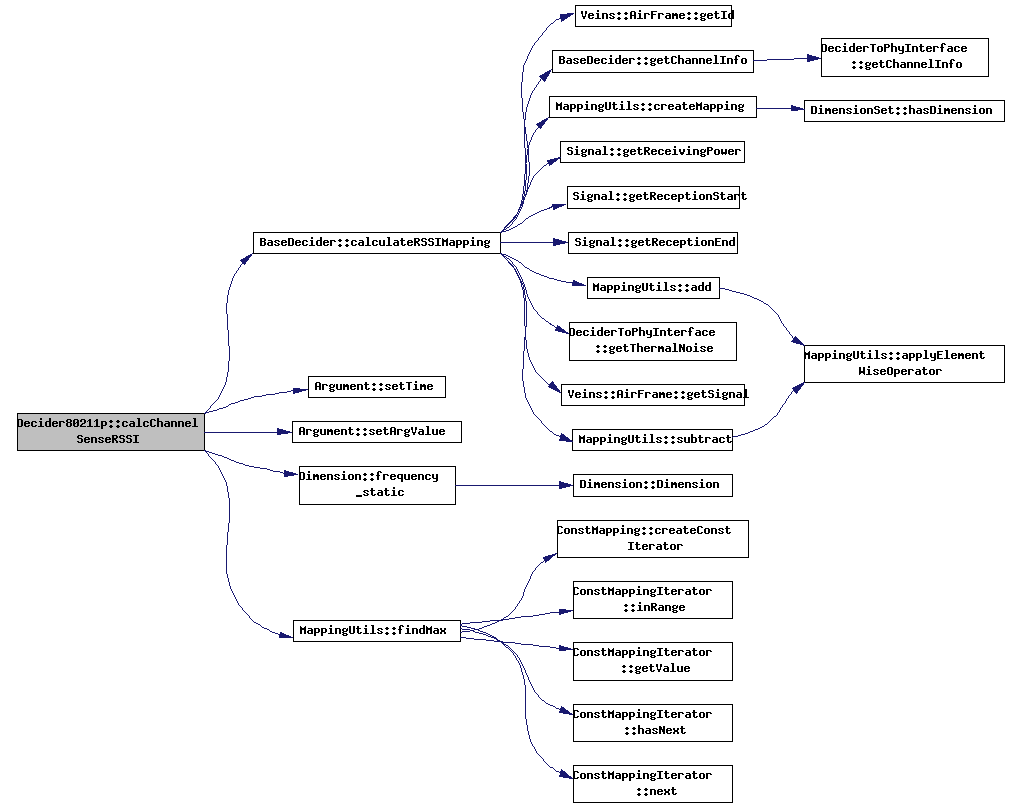 Veins::AirFrame::getId
BaseDecider::getChannelInfo
DeciderToPhyInterface
::getChannelInfo
MappingUtils::createMapping
DimensionSet::hasDimension
Signal::getReceivingPower
Signal::getReceptionStart
BaseDecider::calculateRSSIMapping
Signal::getReceptionEnd
MappingUtils::add
DeciderToPhyInterface
::getThermalNoise
MappingUtils::applyElement
WiseOperator
Argument::setTime
Veins::AirFrame::getSignal
Decider80211p::calcChannel
SenseRSSI
Argument::setArgValue
MappingUtils::subtract
Dimension::frequency
_static
Dimension::Dimension
ConstMapping::createConst
Iterator
ConstMappingIterator
::inRange
MappingUtils::findMax
ConstMappingIterator
::getValue
ConstMappingIterator
::hasNext
ConstMappingIterator
::next